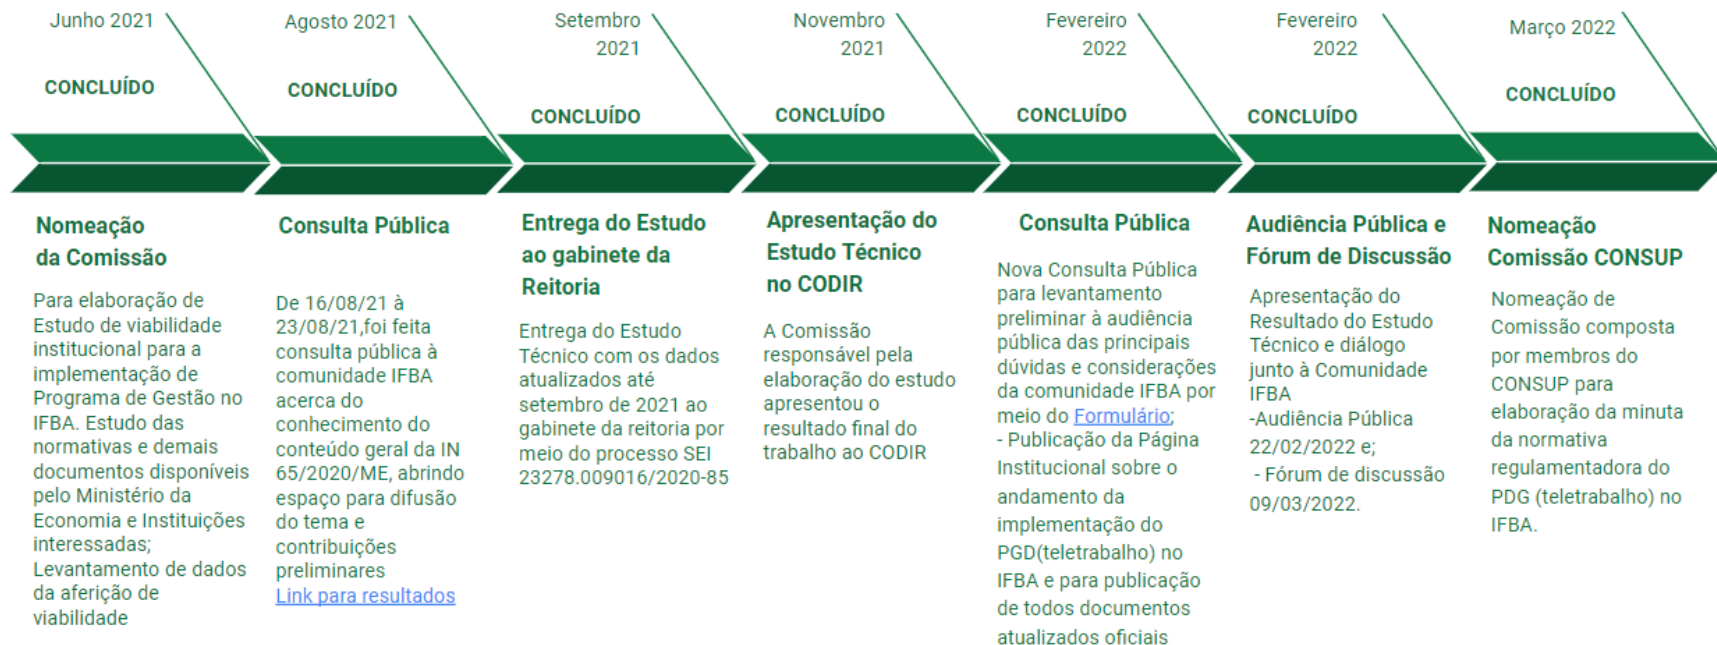 Junho 2021
CONCLUÍDO
Nomeação
da Comissão
Para elaboração de
Estudo de viabilidade
institucional para a
implementação de
Programa de Gestão no
IFBA. Estudo das
normativas e demais
documentos disponíveis
pelo Ministério da
Economia e Instituições
interessadas;
Levantamento de dados
da aferição de
viabilidade
Agosto 2021
CONCLUÍDO
Consulta Pública
De 16/08/21 à
23/08/21,foi feita
consulta pública à
comunidade IFBA
acerca do
conhecimento do
conteúdo geral da IN
65/2020/ME, abrindo
espaço para difusão
do tema e
contribuições
preliminares
Link para resultados
Setembro
2021
CONCLUÍDO
Entrega do Estudo
ao gabinete da
Reitoria
Entrega do Estudo
Técnico com os dados
atualizados até
setembro de 2021 ao
gabinete da reitoria por
meio do processo SEI
23278.009016/2020-85
Novembro
2021
CONCLUÍDO
Apresentação do
Estudo Técnico
no CODIR
A Comissão
responsável pela
elaboração do estudo
apresentou o
resultado final do
trabalho ao CODIR
Fevereiro
2022
CONCLUÍDO
Consulta Pública
Nova Consulta Pública
para levantamento
preliminar à audiência
pública das principais
dúvidas e considerações
da comunidade IFBA por
meio do Formulário;
- Publicação da Página
Institucional sobre o
andamento da
implementação do
PGD(teletrabalho) no
IFBA e para publicação
de todos documentos
atualizados oficiais
Fevereiro
2022
CONCLUÍDO
Audiência Pública e
Fórum de Discussão
Apresentação do
Resultado do Estudo
Técnico e diálogo
junto à Comunidade
IFBA
-Audiência Pública
22/02/2022 e;
- Fórum de discussão
09/03/2022.
Março 2022
CONCLUÍDO
Nomeação
Comissão CONSUP
Nomeação de
Comissão composta
por membros do
CONSUP para
elaboração da minuta
da normativa
regulamentadora do
PDG (teletrabalho) no
IFBA.